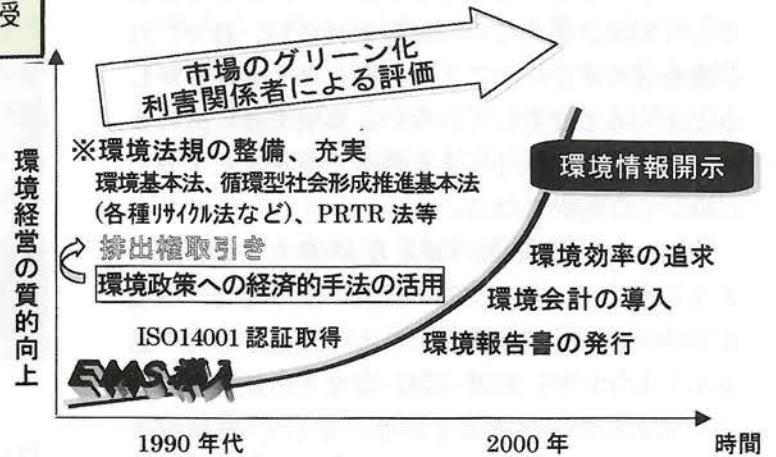 受
市場のグリーン化
利害関係者による評価
環境経営の質的向上
※環境法規の整備、充実
環境基本法、循環型社会形成推進基本法
(各種リサイクル法など)、PRTR 法等
排出権取引き
環境政策への経済的手法の活用
ISO14001 認証取得
EMS導入
環境情報開示
環境効率の追求
環境会計の導入
環境報告書の発行
1990 年代
2000 年
時間